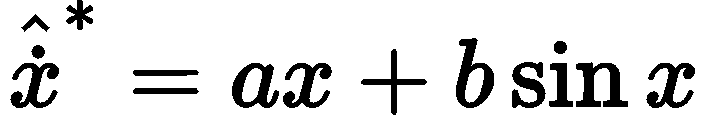 $\hat{\dot{x}}^{*} = ax + b \sin x$